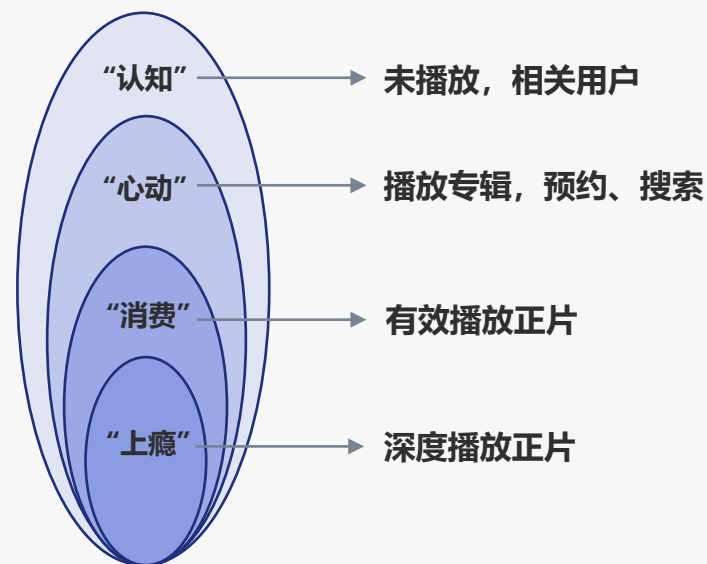 “认知” 未播放，相关用户
“心动” 播放专辑，预约、搜索
“消费” 有效播放正片
“上瘾” 深度播放正片